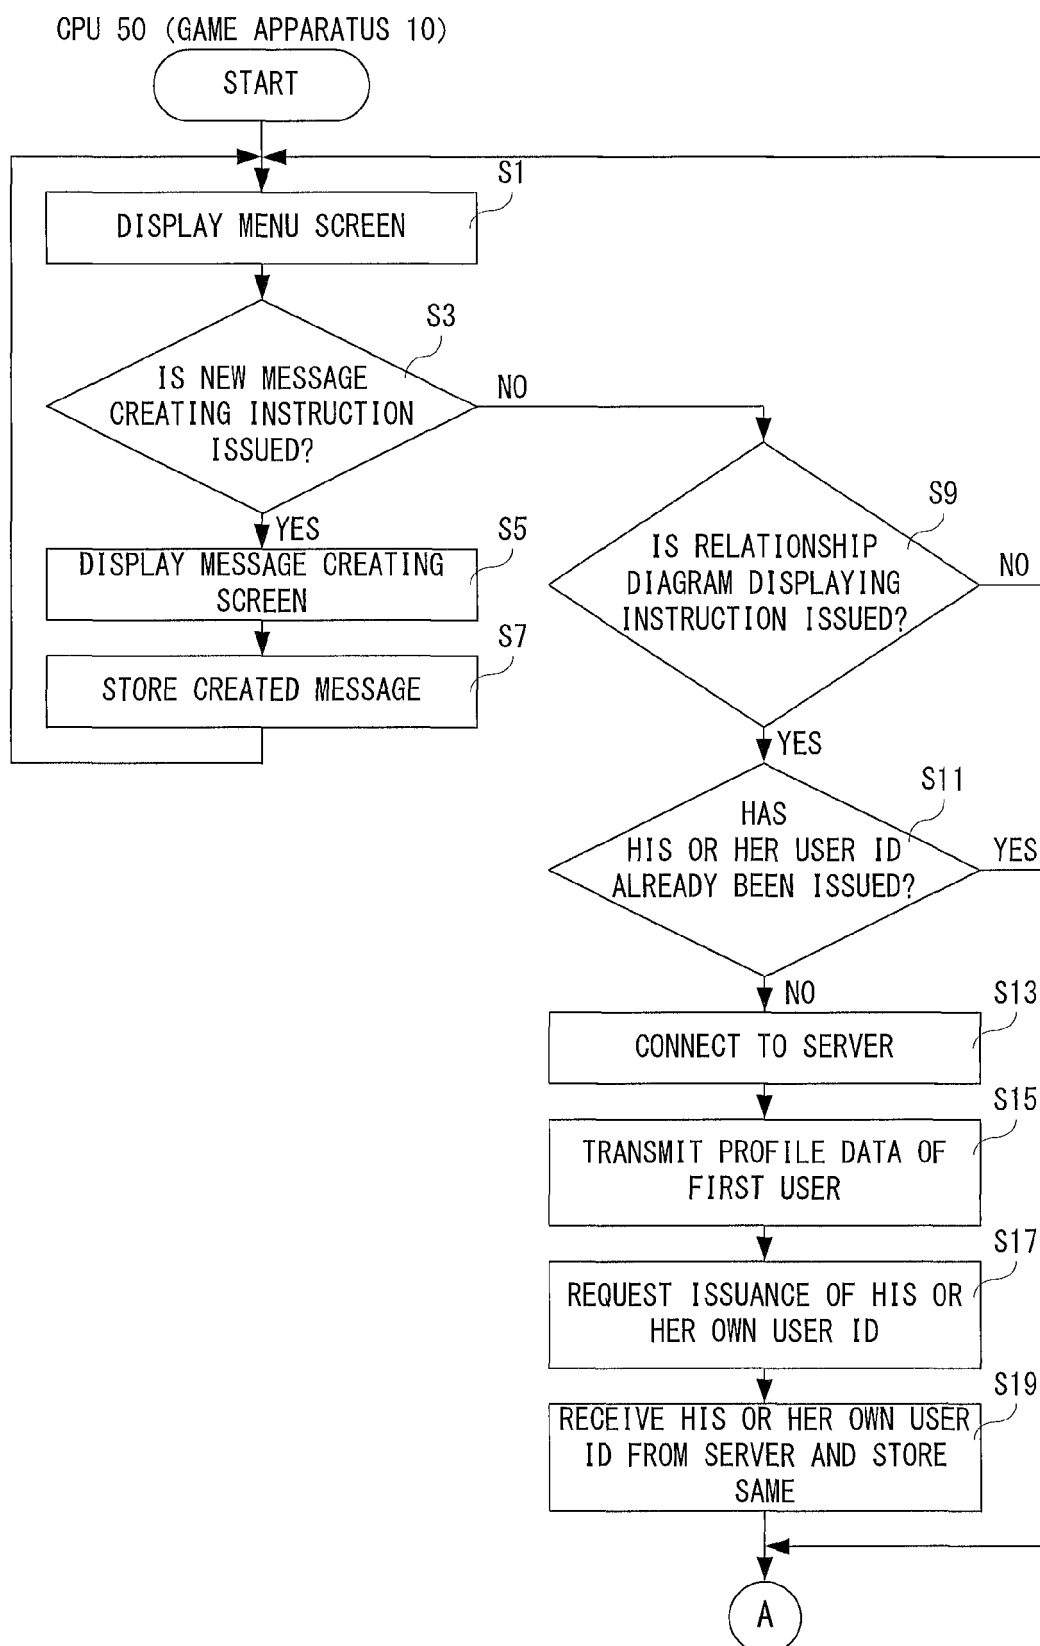 CPU 50 (GAME APPARATUS 10)
START
S1
DISPLAY MENU SCREEN
S3
IS NEW MESSAGE
CREATING INSTRUCTION
ISSUED?
NO
YES
S5
DISPLAY MESSAGE CREATING
SCREEN
S7
STORE CREATED MESSAGE
S9
IS RELATIONSHIP
DIAGRAM DISPLAYING
INSTRUCTION ISSUED?
NO
YES
S11
HAS
HIS OR HER USER ID
ALREADY BEEN ISSUED?
YES
NO
S13
CONNECT TO SERVER
S15
TRANSMIT PROFILE DATA OF
FIRST USER
S17
REQUEST ISSUANCE OF HIS OR
HER OWN USER ID
S19
RECEIVE HIS OR HER OWN USER
ID FROM SERVER AND STORE
SAME
A